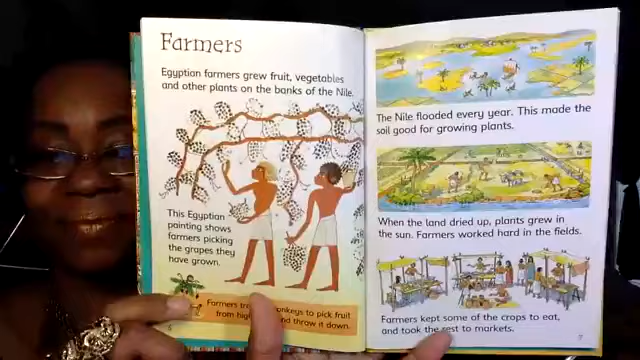 Farmers
Egyptian farmers grew fruit, vegetables
and other plants on the banks of the Nile.
This Egyptian
painting shows
farmers picking
the grapes they
have grown.
Farmers monkeys to pick fruit
from and throw it down.
The Nile flooded every year. This made the
soil good for growing plants.
When the land dried up, plants grew in
the sun. Farmers worked hard in the fields.
Farmers kept some of the crops to eat,
and took the rest to markets.
7